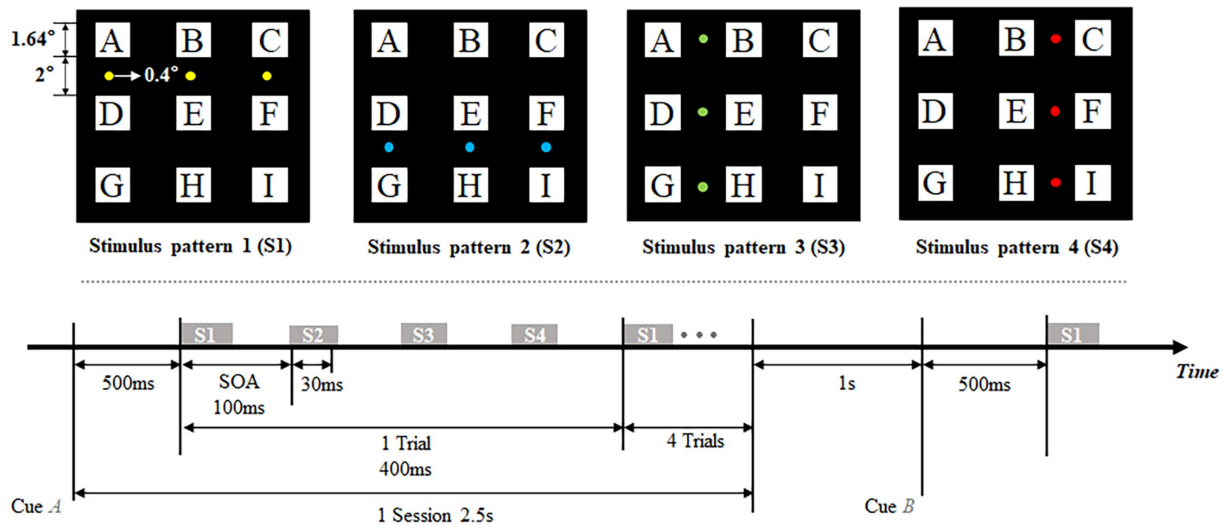 1.64°
2°
A B C
0.4°
D E F
G H I
Stimulus pattern 1 (S1)
A B C
D E F
G H I
Stimulus pattern 2 (S2)
A B C
D E F
G H I
Stimulus pattern 3 (S3)
A B C
D E F
G H I
Stimulus pattern 4 (S4)
S1 S2 S3 S4 S1 ••• S1
Time
500ms
SOA
100ms
30ms
1s
500ms
1 Trial
400ms
4 Trials
Cue A
1 Session 2.5s
Cue B